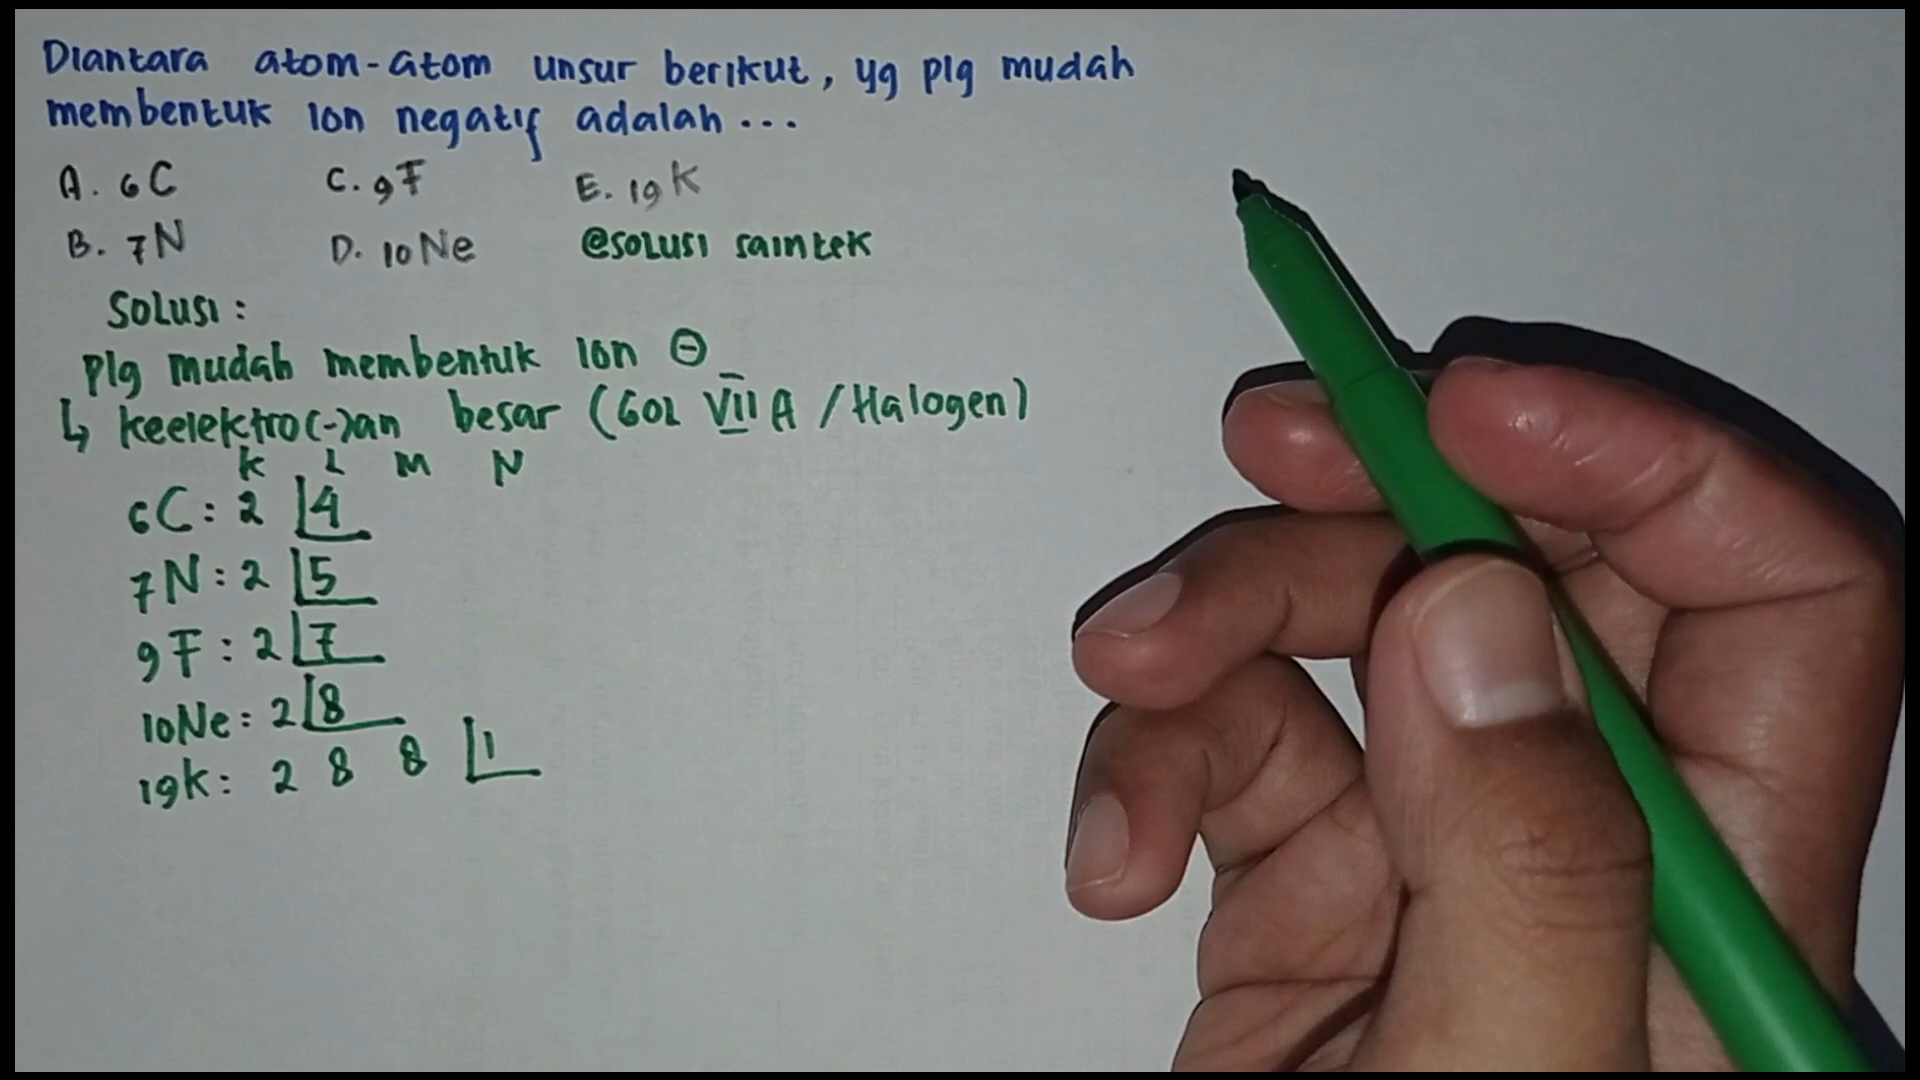 Diantara atom-atom unsur berikut, yg plg mudah
membentuk ion negatif adalah ...
A. 6C C. 9F E. 19K
B. 7N D. 10Ne @solusi saintek
Solusi:
Plg mudah membentuk ion ⊖
↳ keelektro(-)an besar (Gol VIIA / Halogen)
K L M N
6C: 2 4
7N: 2 5
9F: 2 7
10Ne: 2 8
19K: 2 8 8 1